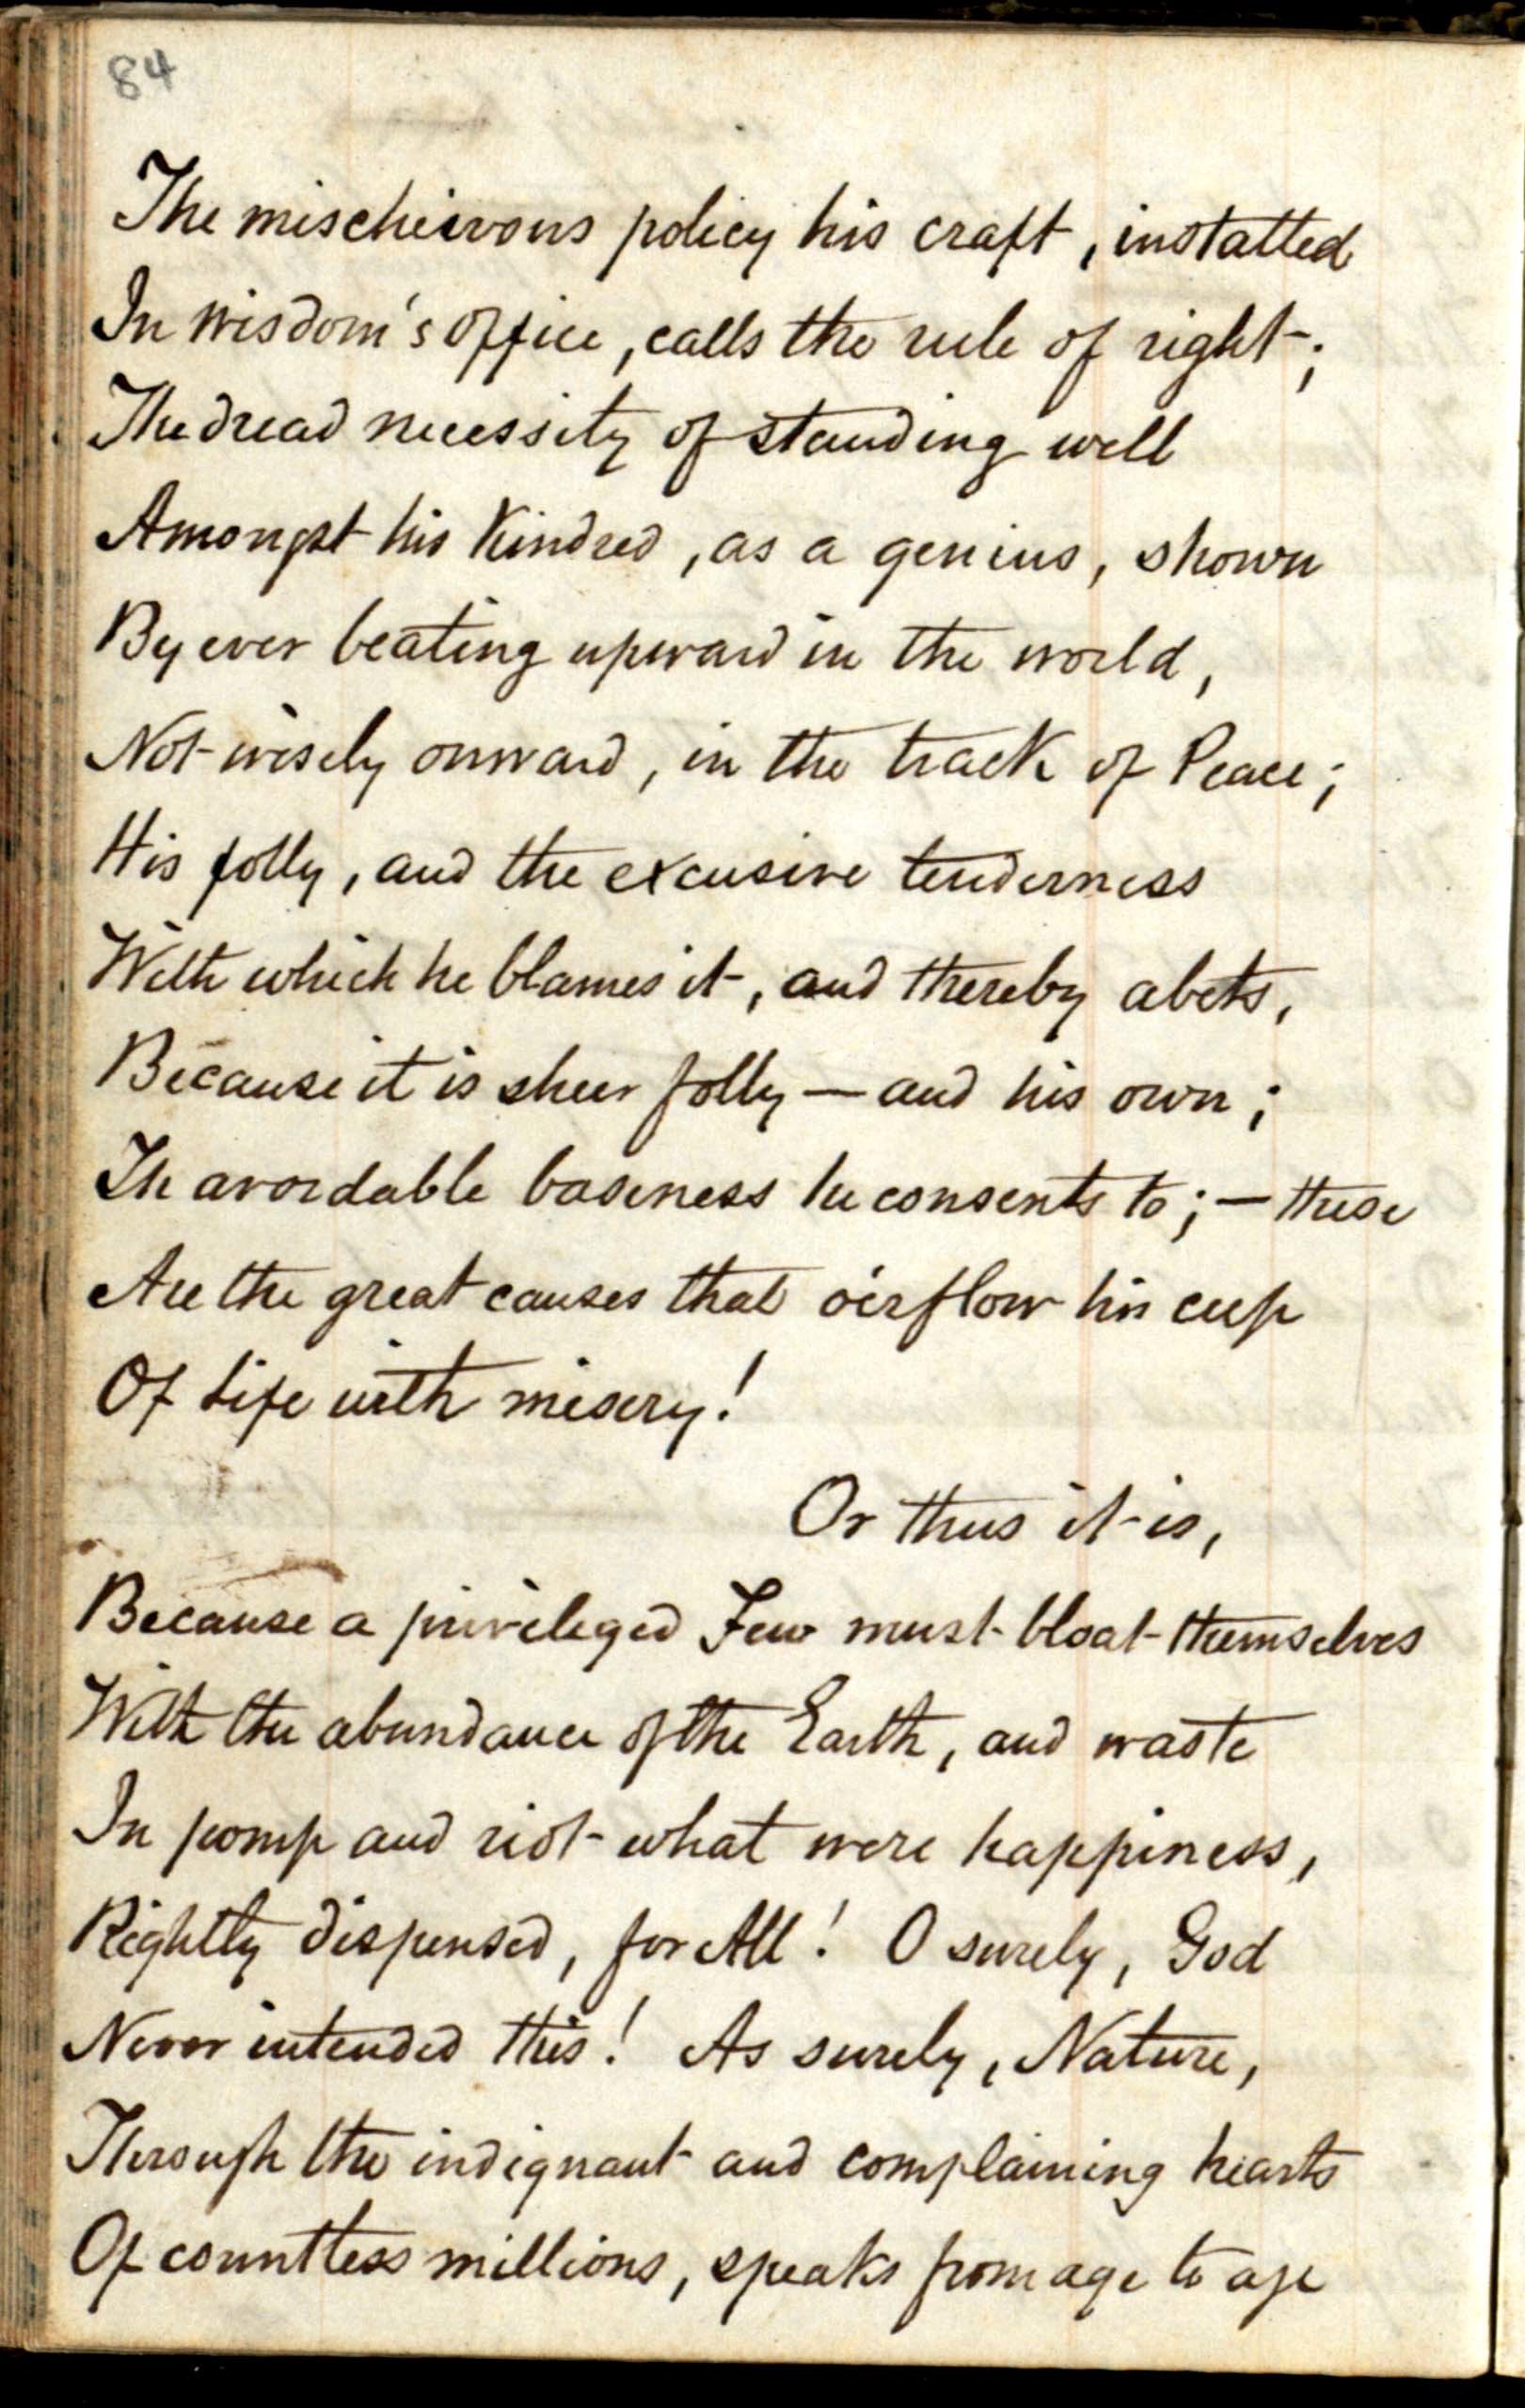 84
The mischeivous policy his craft, installed
In wisdom's office, calls the rule of right;
The dread necessity of standing well
Amongst his Kindred, as a genius, shown
By ever beating upward in the world,
Not wisely onward, in the track of Peace;
His folly, and the excusive tenderness
With which he blames it, and thereby abets,
Because it is sheer folly — and his own;
Th avoidable baseness he consents to; — these
Are the great causes that o'erflow his cup
Of Life with misery!
Or thus it is,
Because a privileged Few must bloat themselves
With the abundance of the Earth, and waste
In pomp and riot what were happiness,
Rightly dispensed, for All! O surely, God
Never intended this! As surely, Nature,
Through the indignant and complaining hearts
Of countless millions, speaks from age to age